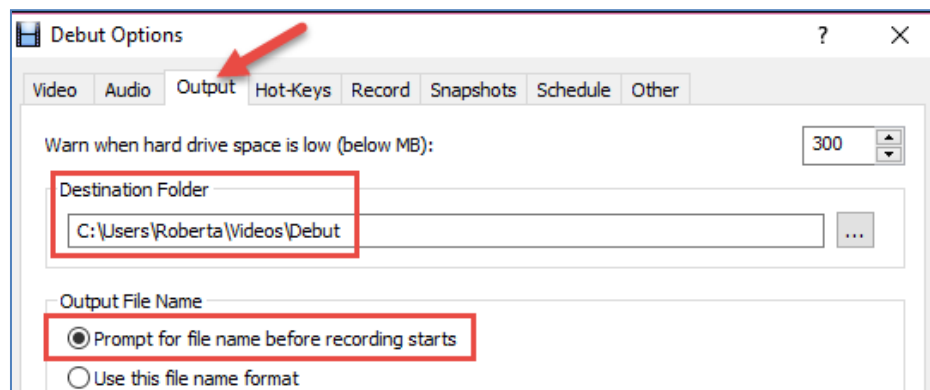 Debut Options ?
Video Audio Output Hot-Keys Record Snapshots Schedule Other
Warn when hard drive space is low (below MB): 300
Destination Folder
C:\Users\Roberta\Videos\Debut ...
Output File Name
Prompt for file name before recording starts
Use this file name format